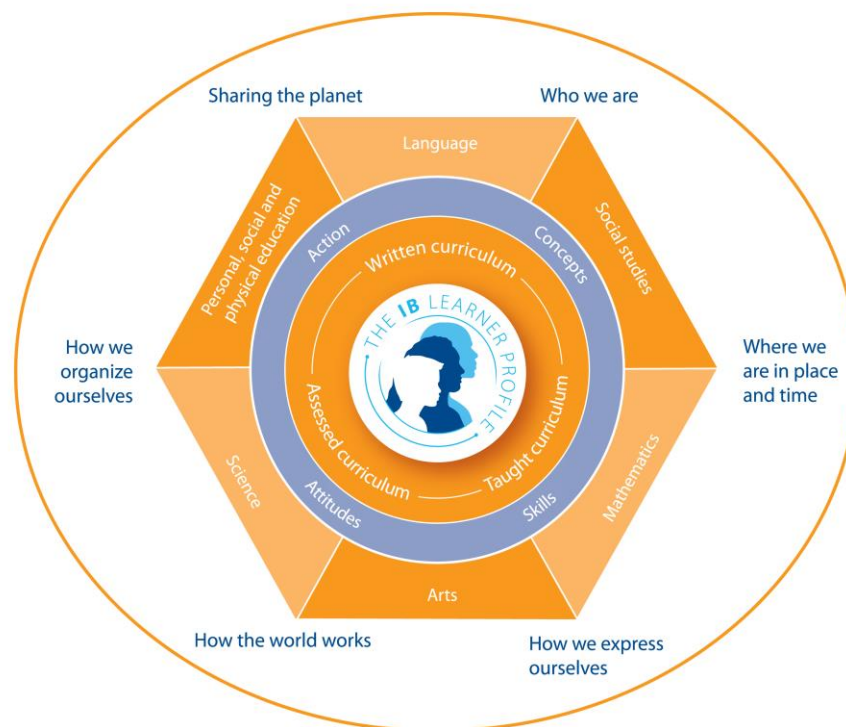 Sharing the planet
Who we are
Language
Personal, social and
physical education
Social studies
Action
Concepts
Written curriculum
THE IB LEARNER PROFILE
How we
organize
ourselves
Where we
are in place
and time
Assessed curriculum
Taught curriculum
Science
Mathematics
Attitudes
Skills
Arts
How the world works
How we express
ourselves